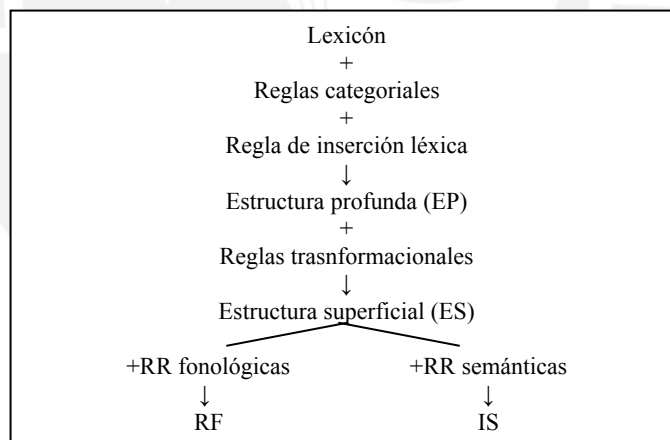 Lexicón
+
Reglas categoriales
+
Regla de inserción léxica
↓
Estructura profunda (EP)
+
Reglas trasnformacionales
↓
Estructura superficial (ES)
+RR fonológicas +RR semánticas
↓ ↓
RF IS